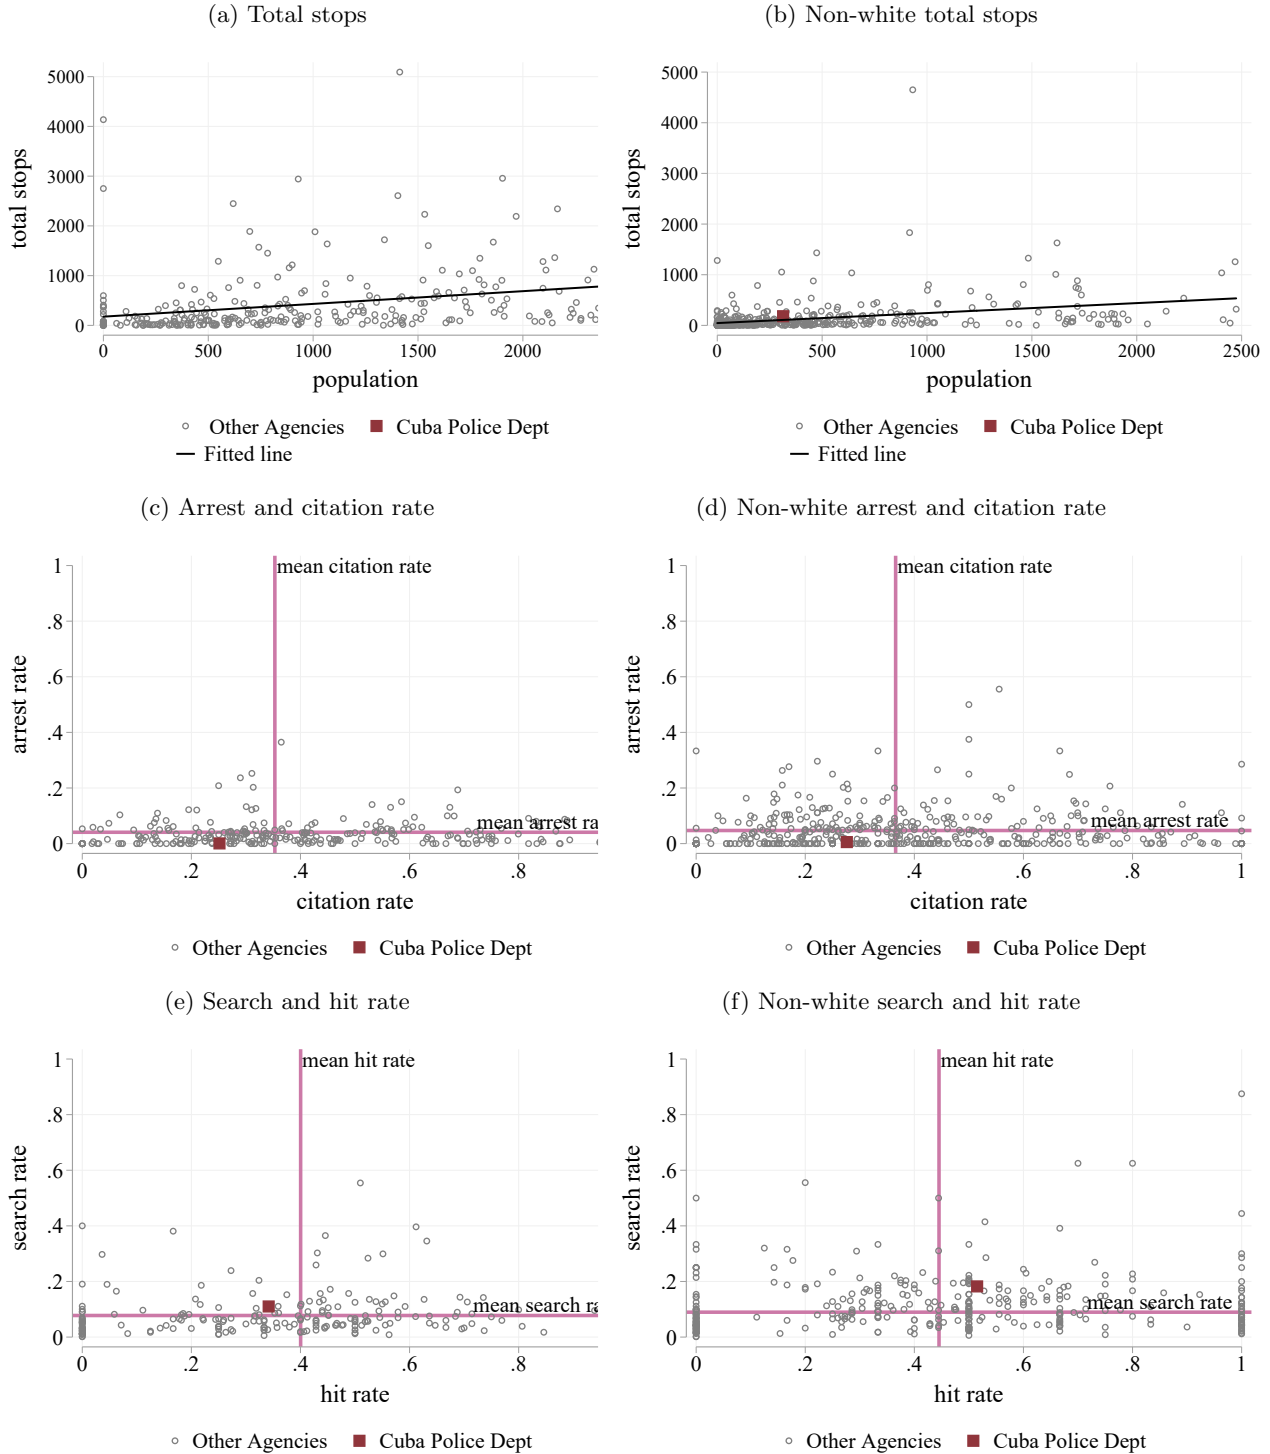 (a) Total stops
(b) Non-white total stops
total stops
5000
4000
3000
2000
1000
0
0 500 1000 1500 2000
population
Other Agencies Cuba Police Dept
Fitted line
total stops
5000
4000
3000
2000
1000
0
0 500 1000 1500 2000 2500
population
Other Agencies Cuba Police Dept
Fitted line
(c) Arrest and citation rate
(d) Non-white arrest and citation rate
arrest rate
1
.8
.6
.4
.2
0
mean citation rate
mean arrest ra
0 .2 .4 .6 .8
citation rate
Other Agencies Cuba Police Dept
arrest rate
1
.8
.6
.4
.2
0
mean citation rate
mean arrest rate
0 .2 .4 .6 .8 1
citation rate
Other Agencies Cuba Police Dept
(e) Search and hit rate
(f) Non-white search and hit rate
search rate
1
.8
.6
.4
.2
0
mean hit rate
mean search ra
0 .2 .4 .6 .8
hit rate
Other Agencies Cuba Police Dept
search rate
1
.8
.6
.4
.2
0
mean hit rate
mean search rate
0 .2 .4 .6 .8 1
hit rate
Other Agencies Cuba Police Dept